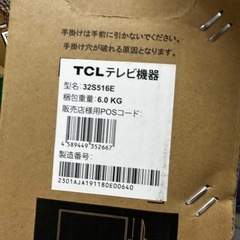 手掛けは手前に引かないでください。
手掛け穴が破れる原因となります。
TCLテレビ機器
型名:32S516E
梱包重量:6.0 KG
販売店様用POSコード:
4 589449 352667
製造番号:
2301AJA191180E00640